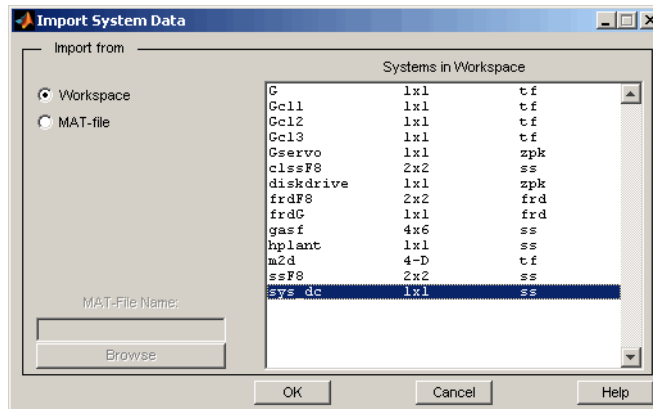 Import System Data
Import from
Systems in Workspace
Workspace
MAT-file
G 1x1 tf
Gcl1 1x1 tf
Gcl2 1x1 tf
Gcl3 1x1 tf
Gservo 1x1 zpk
clssF8 2x2 ss
diskdrive 1x1 zpk
frdF8 2x2 frd
frdG 1x1 frd
gasf 4x6 ss
hplant 1x1 ss
m2d 4-D tf
ssF8 2x2 ss
sys_dc 1x1 ss
MAT-File Name:
Browse
OK Cancel Help